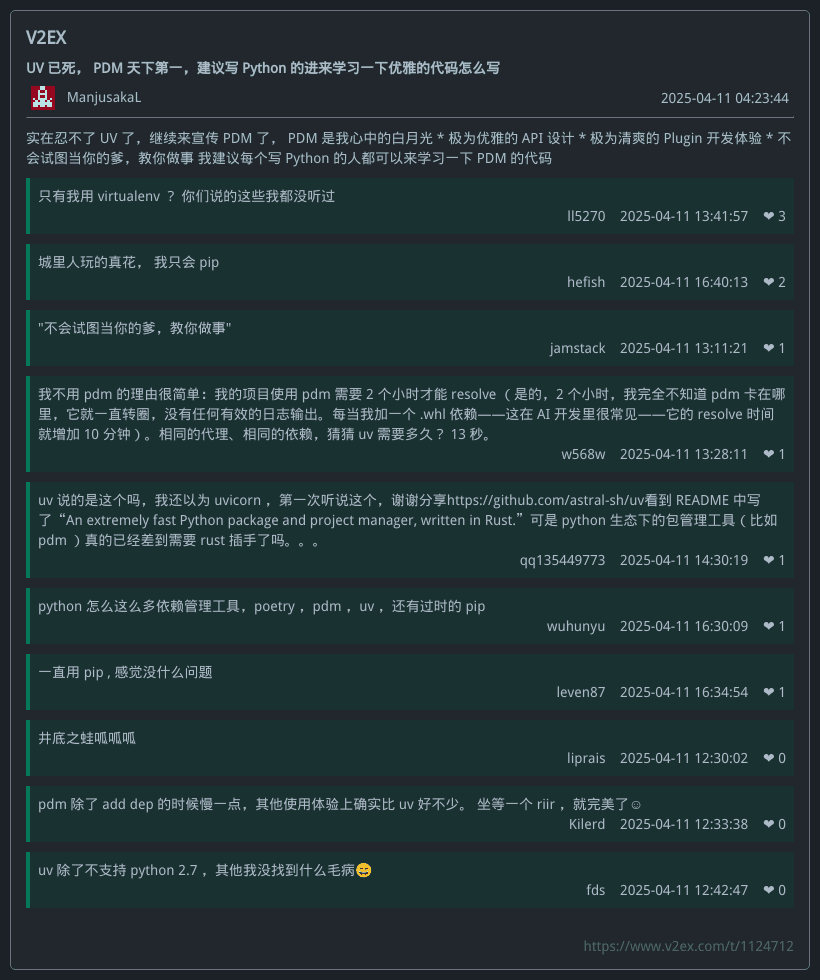 V2EX
UV 已死， PDM 天下第一，建议写 Python 的进来学习一下优雅的代码怎么写
ManjusakaL
2025-04-11 04:23:44
实在忍不了 UV 了，继续来宣传 PDM 了， PDM 是我心中的白月光 * 极为优雅的 API 设计 * 极为清爽的 Plugin 开发体验 * 不
会试图当你的爹，教你做事 我建议每个写 Python 的人都可以来学习一下 PDM 的代码
只有我用 virtualenv ？你们说的这些我都没听过
ll5270 2025-04-11 13:41:57 ❤ 3
城里人玩的真花， 我只会 pip
hefish 2025-04-11 16:40:13 ❤ 2
"不会试图当你的爹，教你做事"
jamstack 2025-04-11 13:11:21 ❤ 1
我不用 pdm 的理由很简单：我的项目使用 pdm 需要 2 个小时才能 resolve （是的，2 个小时，我完全不知道 pdm 卡在哪
里，它就一直转圈，没有任何有效的日志输出。每当我加一个 .whl 依赖——这在 AI 开发里很常见——它的 resolve 时间
就增加 10 分钟）。相同的代理、相同的依赖，猜猜 uv 需要多久？ 13 秒。
w568w 2025-04-11 13:28:11 ❤ 1
uv 说的是这个吗，我还以为 uvicorn ，第一次听说这个，谢谢分享https://github.com/astral-sh/uv看到 README 中写
了“An extremely fast Python package and project manager, written in Rust.”可是 python 生态下的包管理工具（比如
pdm ）真的已经差到需要 rust 插手了吗。。。
qq135449773 2025-04-11 14:30:19 ❤ 1
python 怎么这么多依赖管理工具，poetry ，pdm ，uv ，还有过时的 pip
wuhunyu 2025-04-11 16:30:09 ❤ 1
一直用 pip , 感觉没什么问题
leven87 2025-04-11 16:34:54 ❤ 1
井底之蛙呱呱呱
liprais 2025-04-11 12:30:02 ❤ 0
pdm 除了 add dep 的时候慢一点，其他使用体验上确实比 uv 好不少。 坐等一个 riir ，就完美了☺
Kilerd 2025-04-11 12:33:38 ❤ 0
uv 除了不支持 python 2.7 ，其他我没找到什么毛病😄
fds 2025-04-11 12:42:47 ❤ 0
https://www.v2ex.com/t/1124712